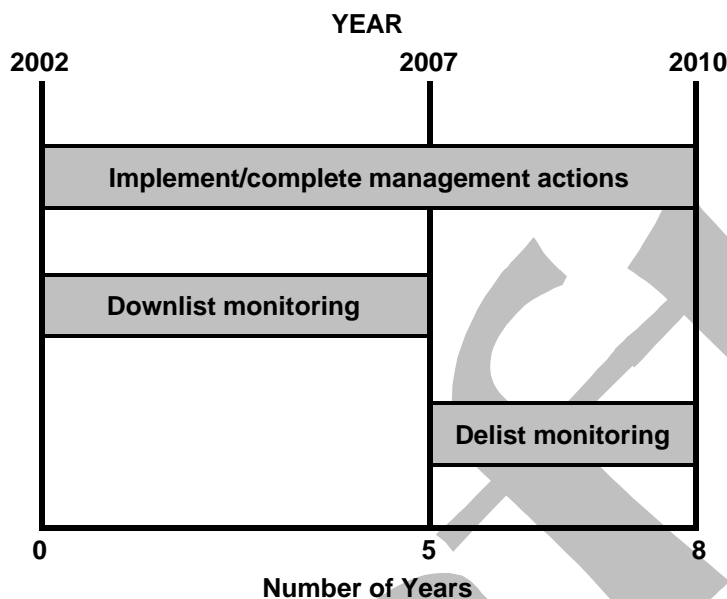 YEAR
2002 2007 2010
Implement/complete management actions
Downlist monitoring
Delist monitoring
0 5 8
Number of Years